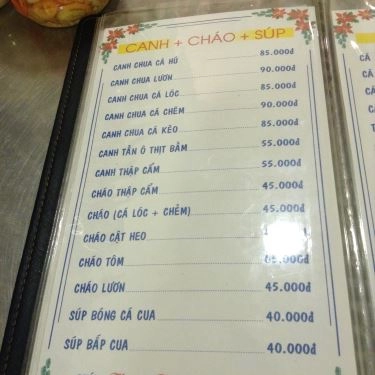 CANH + CHÁO + SÚP
CANH CHUA CÁ HÚ 85.000đ
CANH CHUA LƯƠN 90.000đ
CANH CHUA CÁ LÓC 85.000đ
CANH CHUA CÁ CHẼM 90.000đ
CANH CHUA CÁ KÈO 85.000đ
CANH TẦN Ô THỊT BẰM 55.000đ
CANH THẬP CẨM 55.000đ
CHÁO THẬP CẨM 45.000đ
CHÁO (CÁ LÓC + CHẼM) 45.000đ
CHÁO CẬT HEO
CHÁO TÔM
CHÁO LƯƠN 45.000đ
SÚP BÓNG CÁ CUA 40.000đ
SÚP BẮP CUA 40.000đ